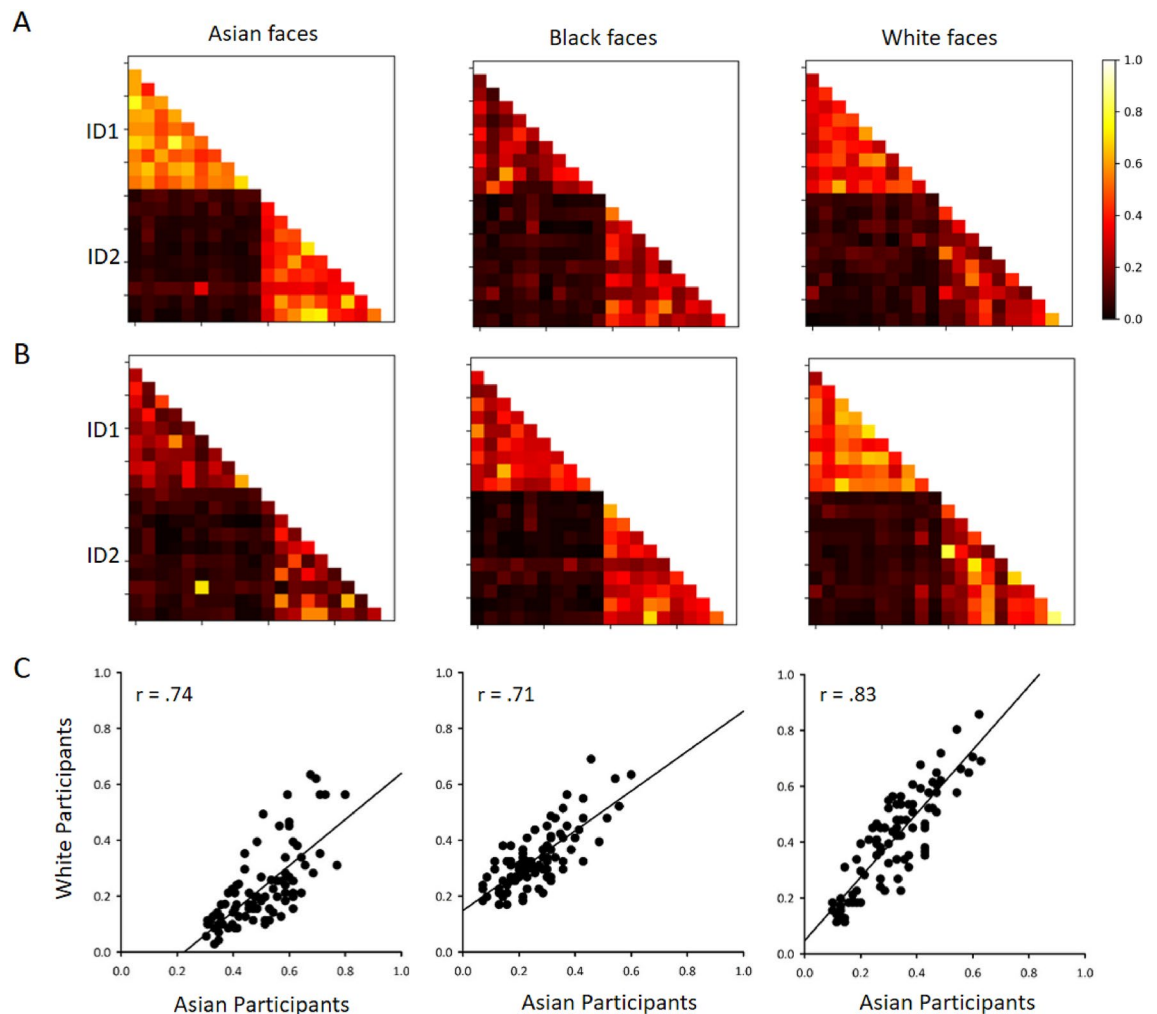 A
Asian faces
Black faces
White faces
ID1
ID2
1.0
0.8
0.6
0.4
0.2
0.0
B
ID1
ID2
C
1.0
0.8
0.6
0.4
0.2
0.0
r = .74
White Participants
0.0 0.2 0.4 0.6 0.8 1.0
Asian Participants
1.0
0.8
0.6
0.4
0.2
0.0
r = .71
0.0 0.2 0.4 0.6 0.8 1.0
Asian Participants
1.0
0.8
0.6
0.4
0.2
0.0
r = .83
0.0 0.2 0.4 0.6 0.8 1.0
Asian Participants